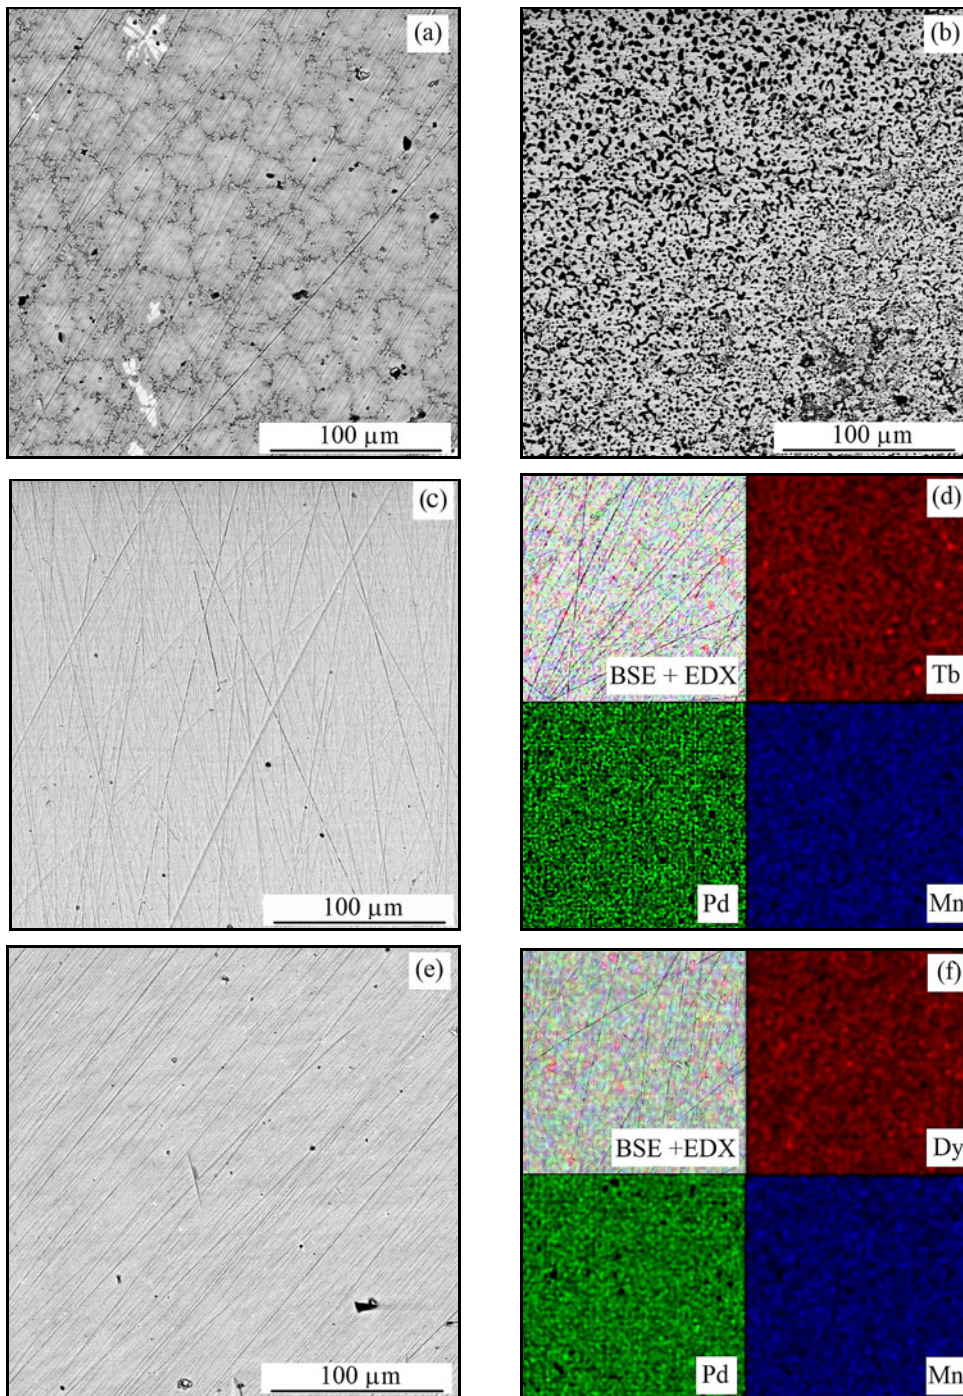 (a)
100 µm
(b)
100 µm
(c)
100 µm
(d)
BSE + EDX
Tb
Pd
Mn
(e)
100 µm
(f)
BSE +EDX
Dy
Pd
Mn